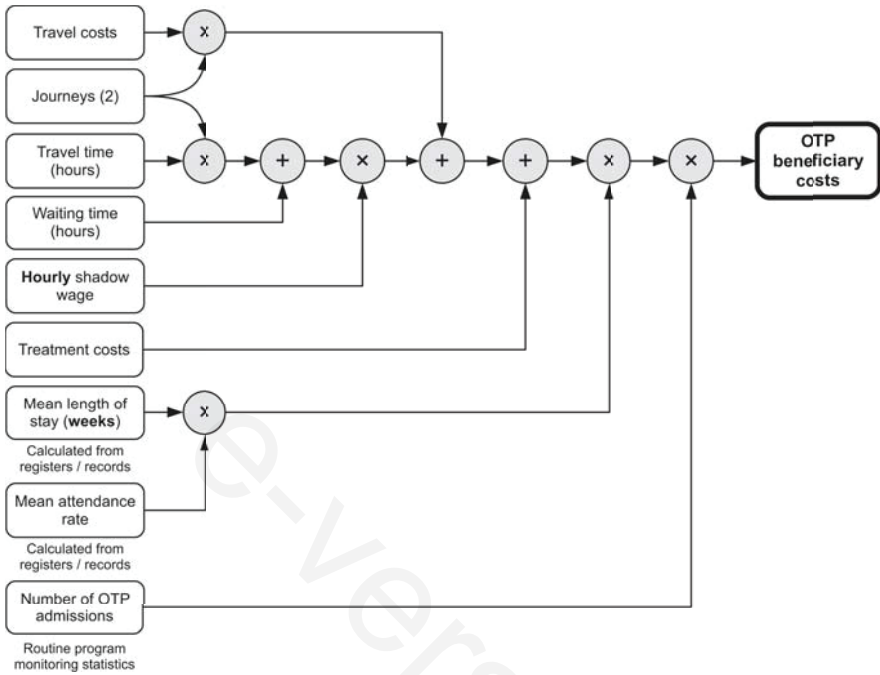 Travel costs
x
Journeys (2)
Travel time
(hours)
x
+
×
+
+
x
×
OTP
beneficiary
costs
Waiting time
(hours)
Hourly shadow
wage
Treatment costs
Mean length of
stay (weeks)
x
Calculated from
registers / records
Mean attendance
rate
Calculated from
registers / records
Number of OTP
admissions
Routine program
monitoring statistics
e-vers